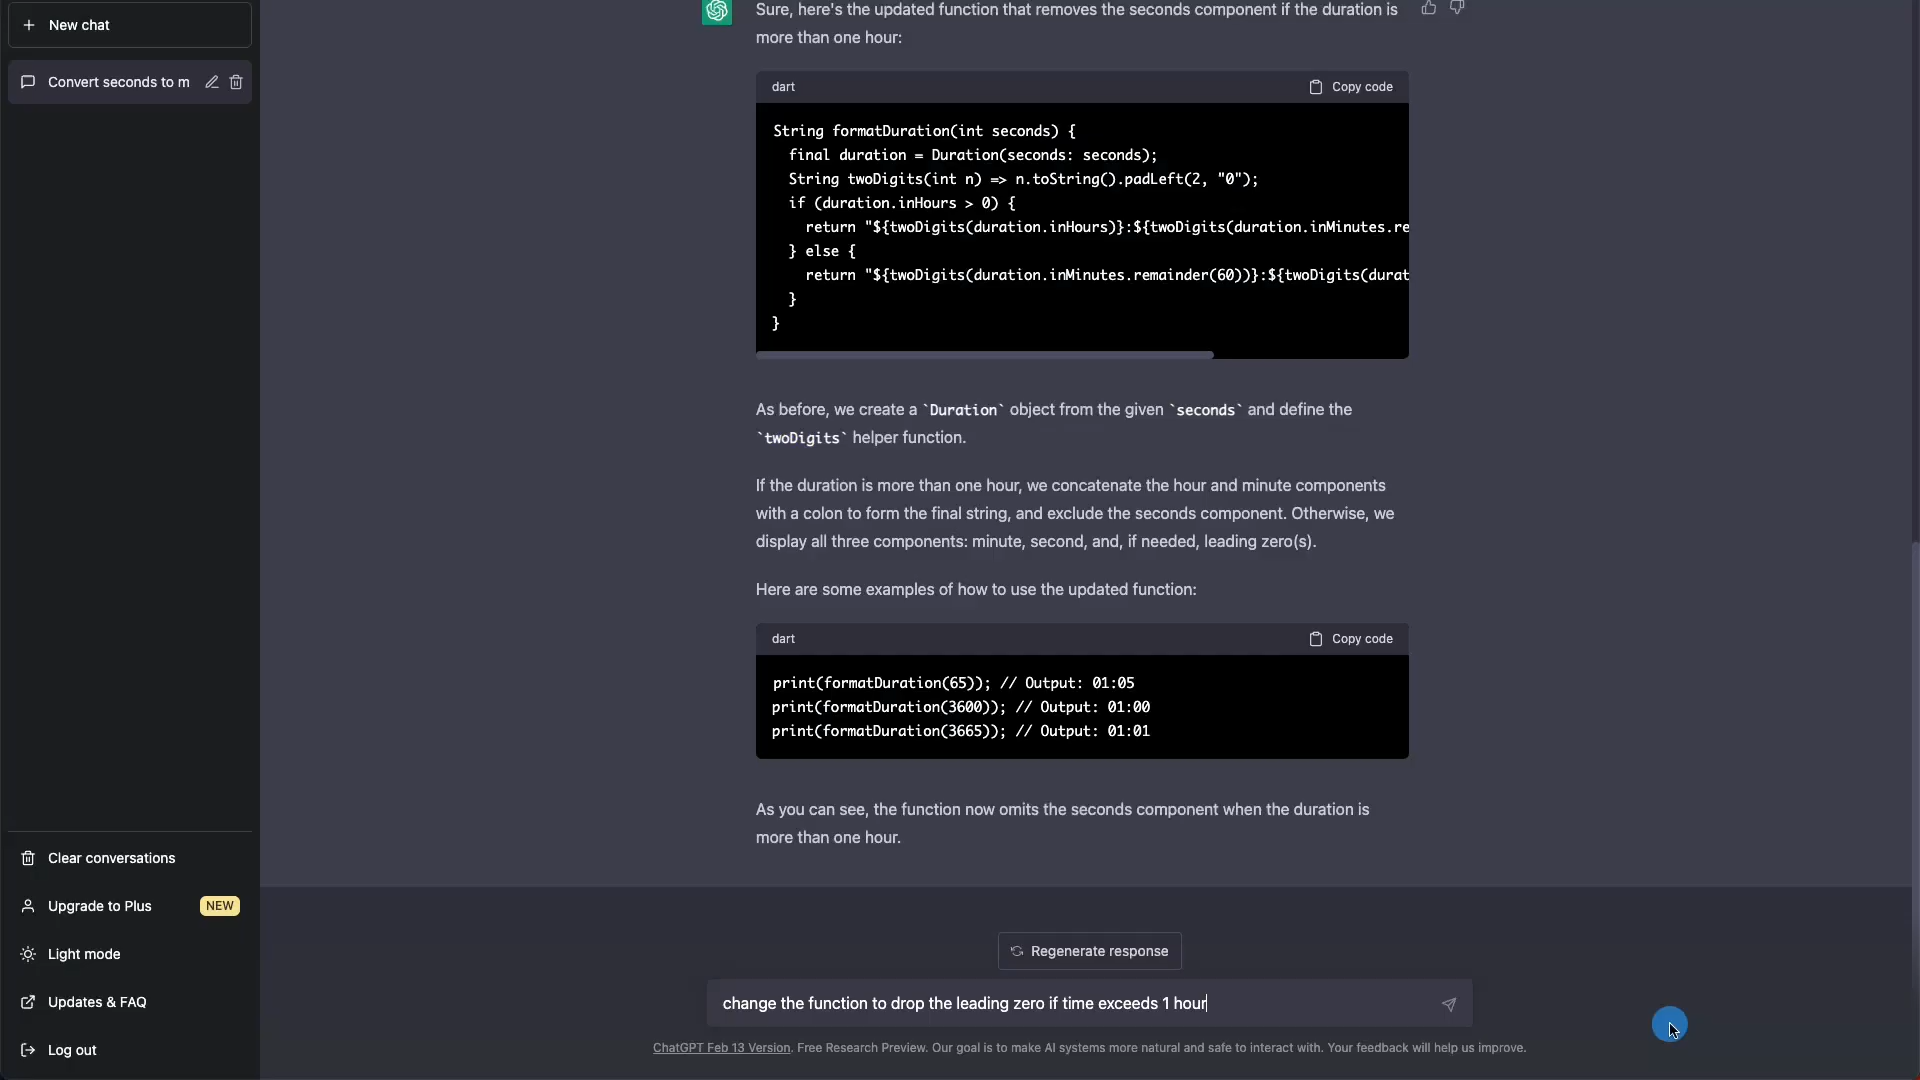 New chat
Convert seconds to m
Sure, here's the updated function that removes the seconds component if the duration is
more than one hour:
dart
Copy code
String formatDuration(int seconds) {
final duration = Duration(seconds: seconds);
String twoDigits(int n) => n.toString().padLeft(2, "0");
if (duration.inHours > 0) {
return "${twoDigits(duration.inHours)}:${twoDigits(duration.inMinutes.re
} else {
return "${twoDigits(duration.inMinutes.remainder(60))}:${twoDigits(durat
}
}
As before, we create a `Duration` object from the given `seconds` and define the
`twoDigits` helper function.
If the duration is more than one hour, we concatenate the hour and minute components
with a colon to form the final string, and exclude the seconds component. Otherwise, we
display all three components: minute, second, and, if needed, leading zero(s).
Here are some examples of how to use the updated function:
dart
Copy code
print(formatDuration(65)); // Output: 01:05
print(formatDuration(3600)); // Output: 01:00
print(formatDuration(3665)); // Output: 01:01
As you can see, the function now omits the seconds component when the duration is
more than one hour.
Clear conversations
Upgrade to Plus
NEW
Light mode
Updates & FAQ
Log out
Regenerate response
change the function to drop the leading zero if time exceeds 1 hour
ChatGPT Feb 13 Version. Free Research Preview. Our goal is to make AI systems more natural and safe to interact with. Your feedback will help us improve.